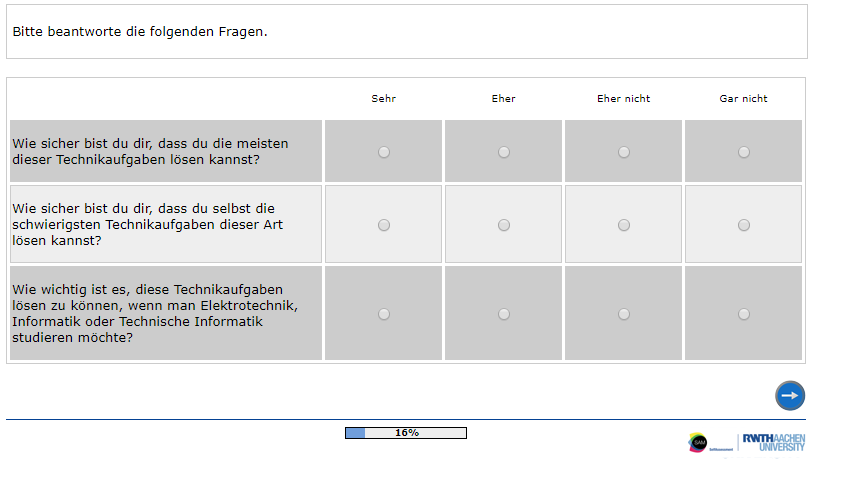 Bitte beantworte die folgenden Fragen.
Sehr Eher Eher nicht Gar nicht
Wie sicher bist du dir, dass du die meisten
dieser Technikaufgaben lösen kannst?
Wie sicher bist du dir, dass du selbst die
schwierigsten Technikaufgaben dieser Art
lösen kannst?
Wie wichtig ist es, diese Technikaufgaben
lösen zu können, wenn man Elektrotechnik,
Informatik oder Technische Informatik
studieren möchte?
16%
SAM
RWTHAACHEN
UNIVERSITY